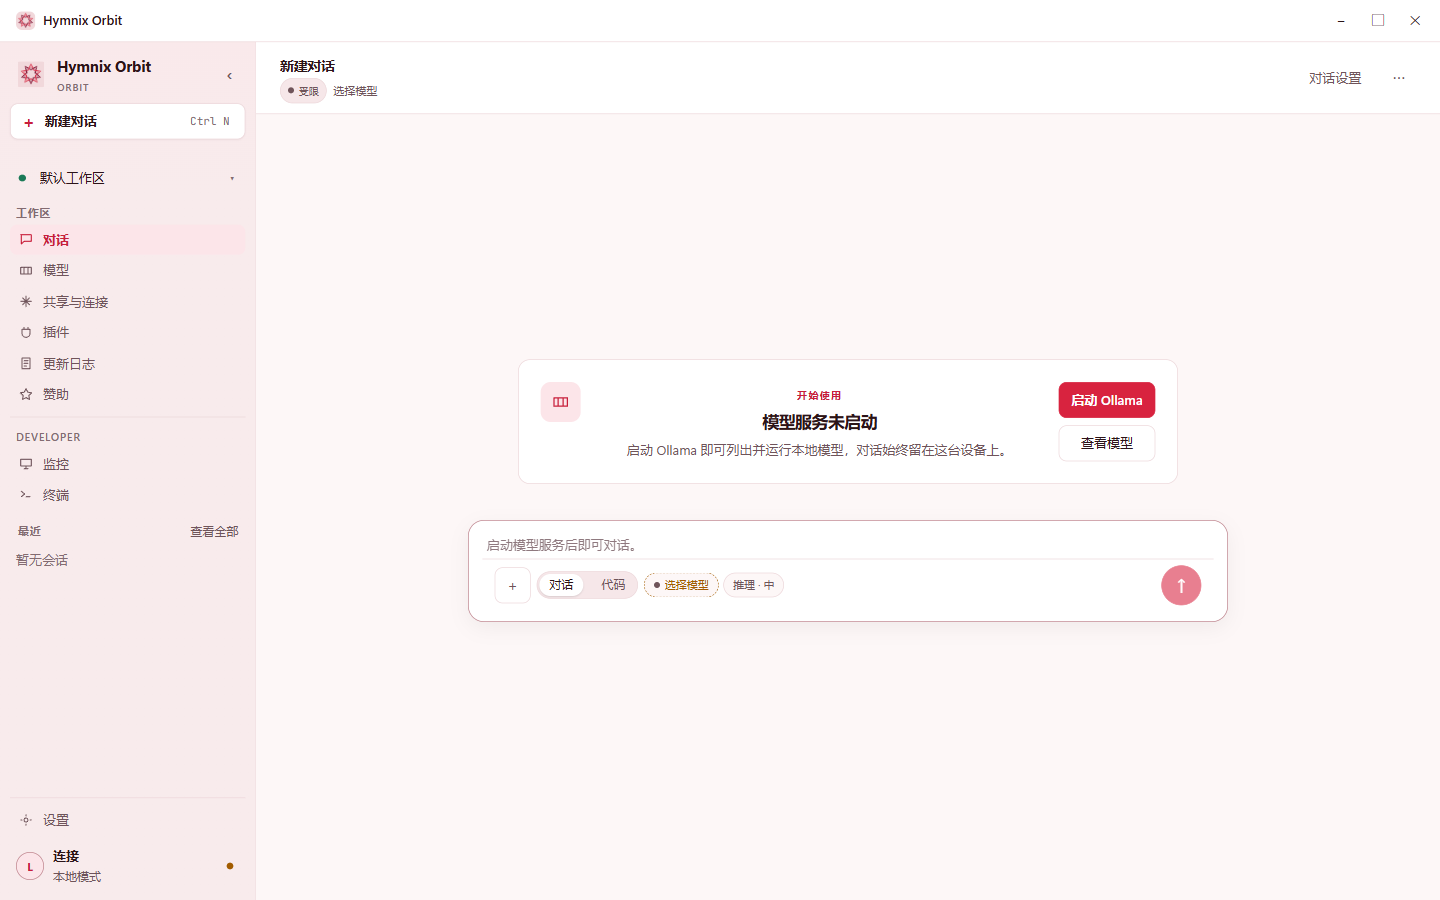 Hymnix Orbit
Hymnix Orbit
ORBIT
新建对话 Ctrl N
默认工作区
工作区
对话
模型
共享与连接
插件
更新日志
赞助
DEVELOPER
监控
终端
最近 查看全部
暂无会话
设置
L
连接
本地模式
新建对话
受限 选择模型
对话设置
开始使用
模型服务未启动
启动 Ollama 即可列出并运行本地模型，对话始终留在这台设备上。
启动 Ollama
查看模型
启动模型服务后即可对话。
+ 对话 代码 选择模型 推理 · 中